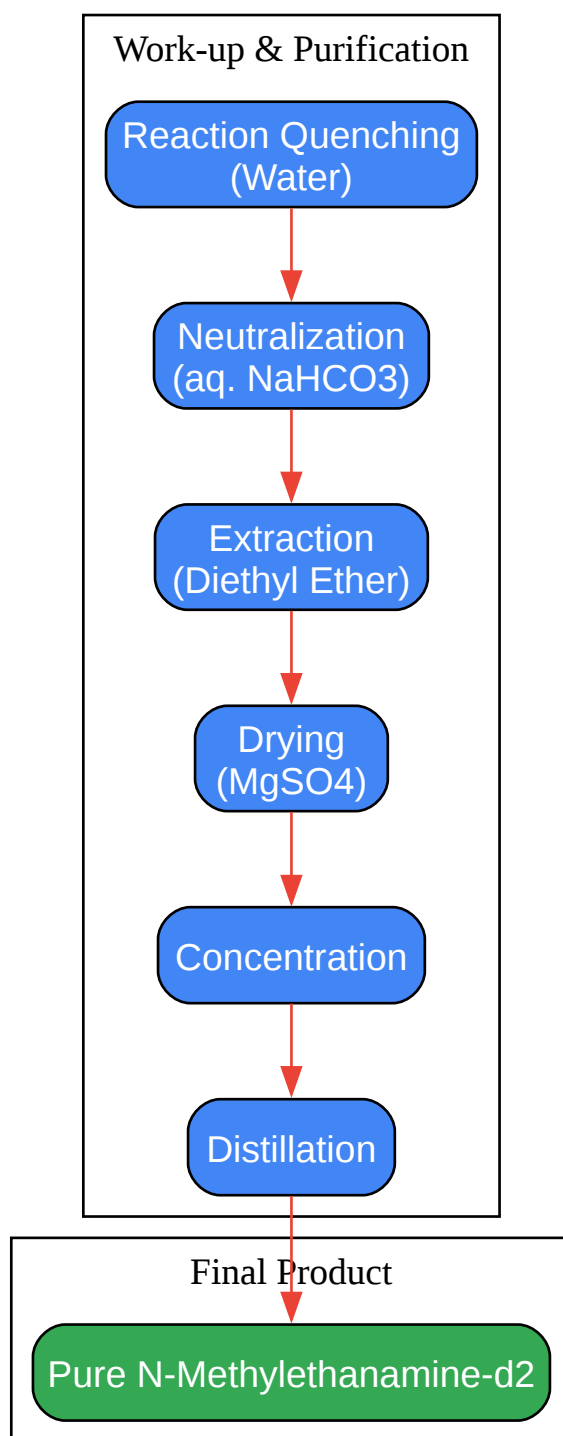 Work-up & Purification
Reaction Quenching
(Water)
Neutralization
(aq. NaHCO3)
Extraction
(Diethyl Ether)
Drying
(MgSO4)
Concentration
Distillation
Final Product
Pure N-Methylethanamine-d2